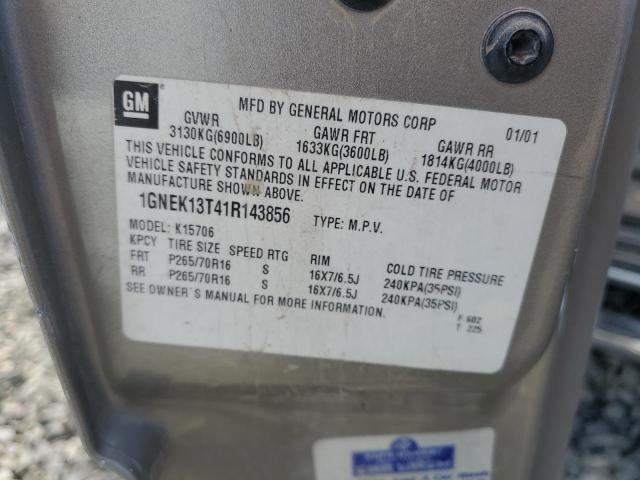 GM
MFD BY GENERAL MOTORS CORP 01/01
GVWR GAWR FRT GAWR RR
3130KG(6900LB) 1633KG(3600LB) 1814KG(4000LB)
THIS VEHICLE CONFORMS TO ALL APPLICABLE U.S. FEDERAL MOTOR
VEHICLE SAFETY STANDARDS IN EFFECT ON THE DATE OF
MANUFACTURE SHOWN ABOVE.
1GNEK13T41R143856 TYPE: M.P.V.
MODEL: K15706
KPCY TIRE SIZE SPEED RTG RIM COLD TIRE PRESSURE
FRT P265/70R16 S 16X7/6.5J 240KPA(35PSI)
RR P265/70R16 S 16X7/6.5J 240KPA(35PSI)
SEE OWNER'S MANUAL FOR MORE INFORMATION.
F 602
T 225